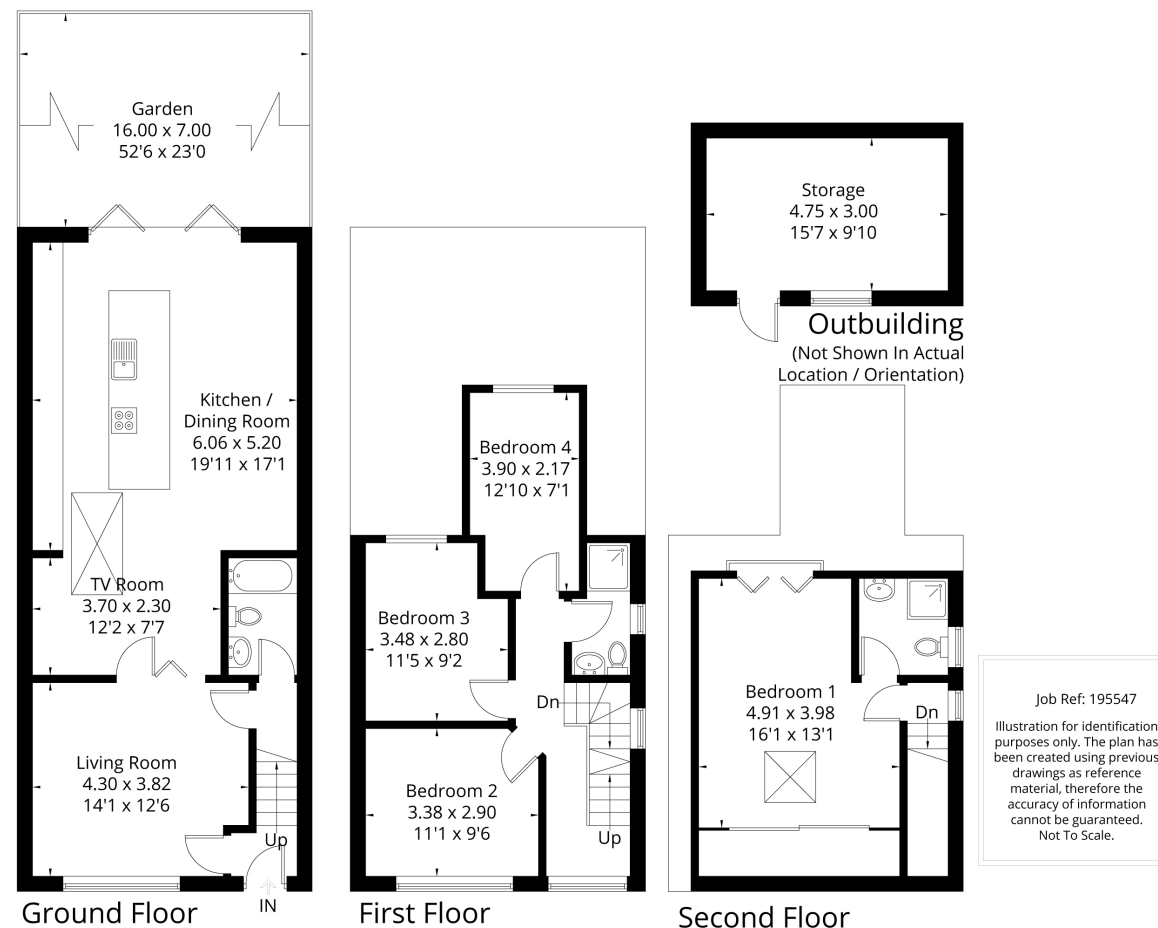 Garden
16.00 x 7.00
52'6 x 23'0
Kitchen /
Dining Room
6.06 x 5.20
19'11 x 17'1
TV Room
3.70 x 2.30
12'2 x 7'7
Living Room
4.30 x 3.82
14'1 x 12'6
Up
IN
Ground Floor
Bedroom 4
3.90 x 2.17
12'10 x 7'1
Bedroom 3
3.48 x 2.80
11'5 x 9'2
Dn
Bedroom 2
3.38 x 2.90
11'1 x 9'6
Up
First Floor
Storage
4.75 x 3.00
15'7 x 9'10
Outbuilding
(Not Shown In Actual
Location / Orientation)
Bedroom 1
4.91 x 3.98
16'1 x 13'1
Dn
Second Floor
Job Ref: 195547
Illustration for identification
purposes only. The plan has
been created using previous
drawings as reference
material, therefore the
accuracy of information
cannot be guaranteed.
Not To Scale.